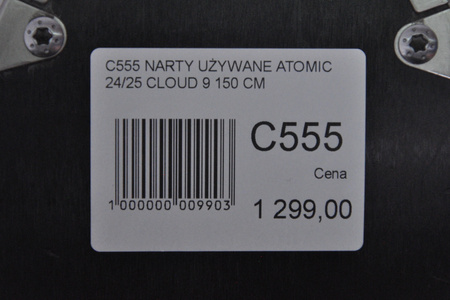 C555 NARTY UŻYWANE ATOMIC
24/25 CLOUD 9 150 CM
C555
Cena
1 299,00
1 000000 009903